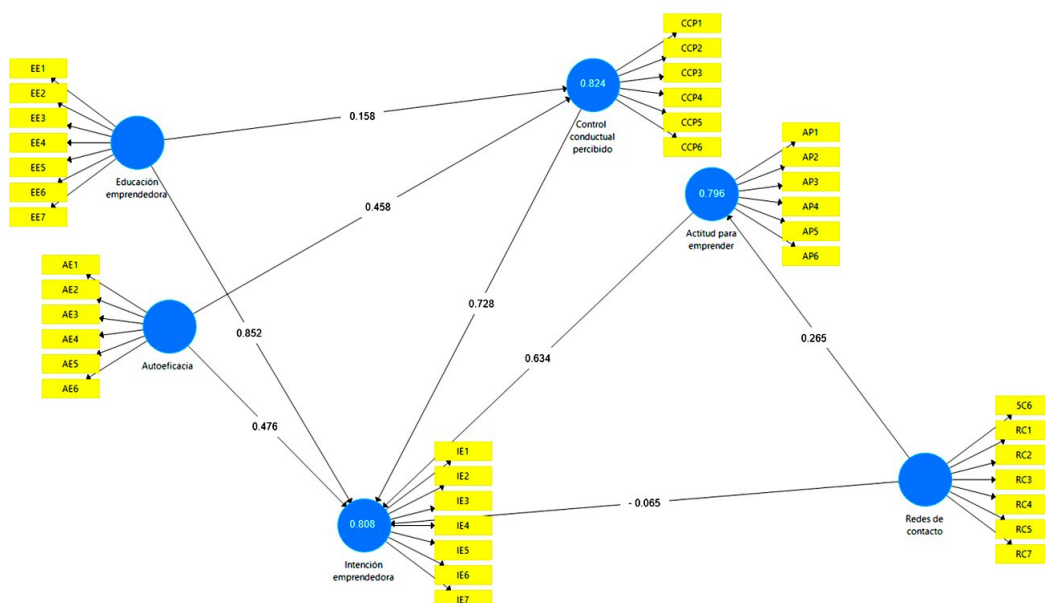 EE1
EE2
EE3
EE4
EE5
EE6
EE7
Educación
emprendedora
0.158
CCP1
CCP2
CCP3
CCP4
CCP5
CCP6
0.824
Control
conductual
percibido
AP1
AP2
AP3
AP4
AP5
AP6
0.796
Actitud para
emprender
0.458
AE1
AE2
AE3
AE4
AE5
AE6
Autoeficacia
0.852
0.728
0.634
0.265
0.476
IE1
IE2
IE3
IE4
IE5
IE6
IE7
0.808
Intención
emprendedora
- 0.065
5C6
RC1
RC2
RC3
RC4
RC5
RC7
Redes de
contacto